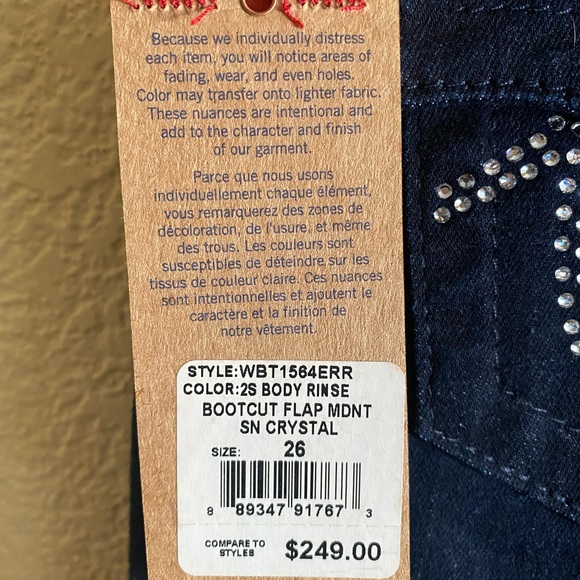 Because we individually distress
each item, you will notice areas of
fading, wear, and even holes.
Color may transfer onto lighter fabric.
These nuances are intentional and
add to the character and finish
of our garment.
Parce que nous usons
individuellement chaque élément,
vous remarquerez des zones de
décoloration, de l'usure, et même
des trous. Les couleurs sont
susceptibles de déteindre sur les
tissus de couleur claire. Ces nuances
sont intentionnelles et ajoutent le
caractère et la finition de
notre vêtement.
STYLE:WBT1564ERR
COLOR:2S BODY RINSE
BOOTCUT FLAP MDNT
SN CRYSTAL
SIZE: 26
8 89347 91767 3
COMPARE TO
STYLES $249.00